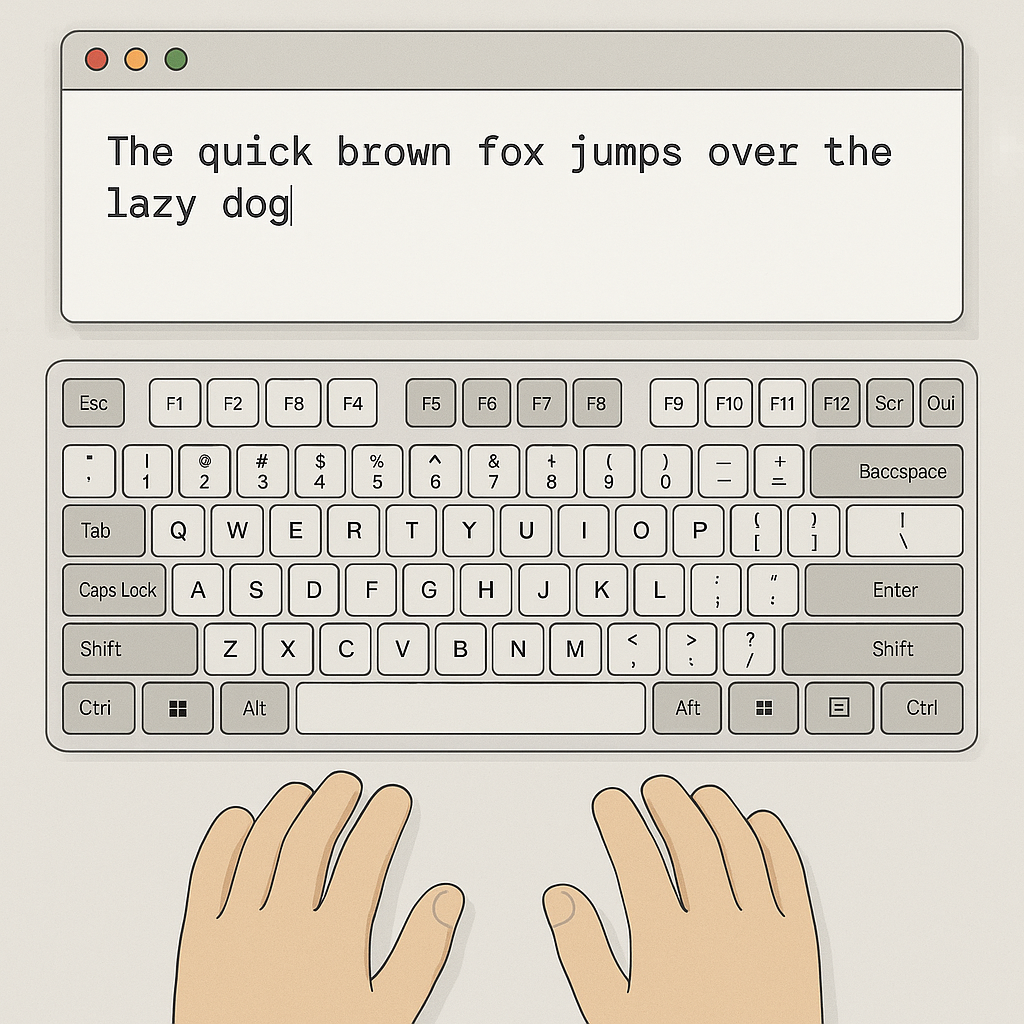 The quick brown fox jumps over the
lazy dog
Esc F1 F2 F8 F4 F5 F6 F7 F8 F9 F10 F11 F12 Scr Oui
" | @ # $ % ^ & ( ) — +
' 1 2 3 4 5 6 7 8 9 0 — = Baccspace
Tab Q W E R T Y U I O P ( [ ) ] | \
Caps Lock A S D F G H J K L : ; " : Enter
Shift Z X C V B N M < , > ? / Shift
Ctri Alt Aft Ctrl